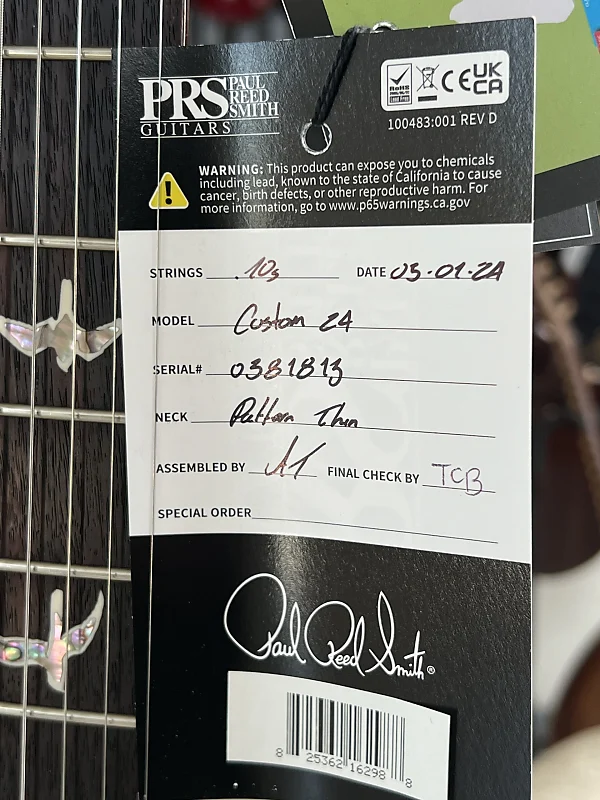 PRS PAUL REED SMITH
GUITARS
RoHS
CE UK CA
100483:001 REV D
WARNING: This product can expose you to chemicals
including lead, known to the state of California to cause
cancer, birth defects, or other reproductive harm. For
more information, go to www.p65warnings.ca.gov
STRINGS .10s DATE 03-01-24
MODEL Custom 24
SERIAL# 0381813
NECK Pattern Thin
ASSEMBLED BY FINAL CHECK BY TCB
SPECIAL ORDER
Paul Reed Smith®
8 25362 16298 8